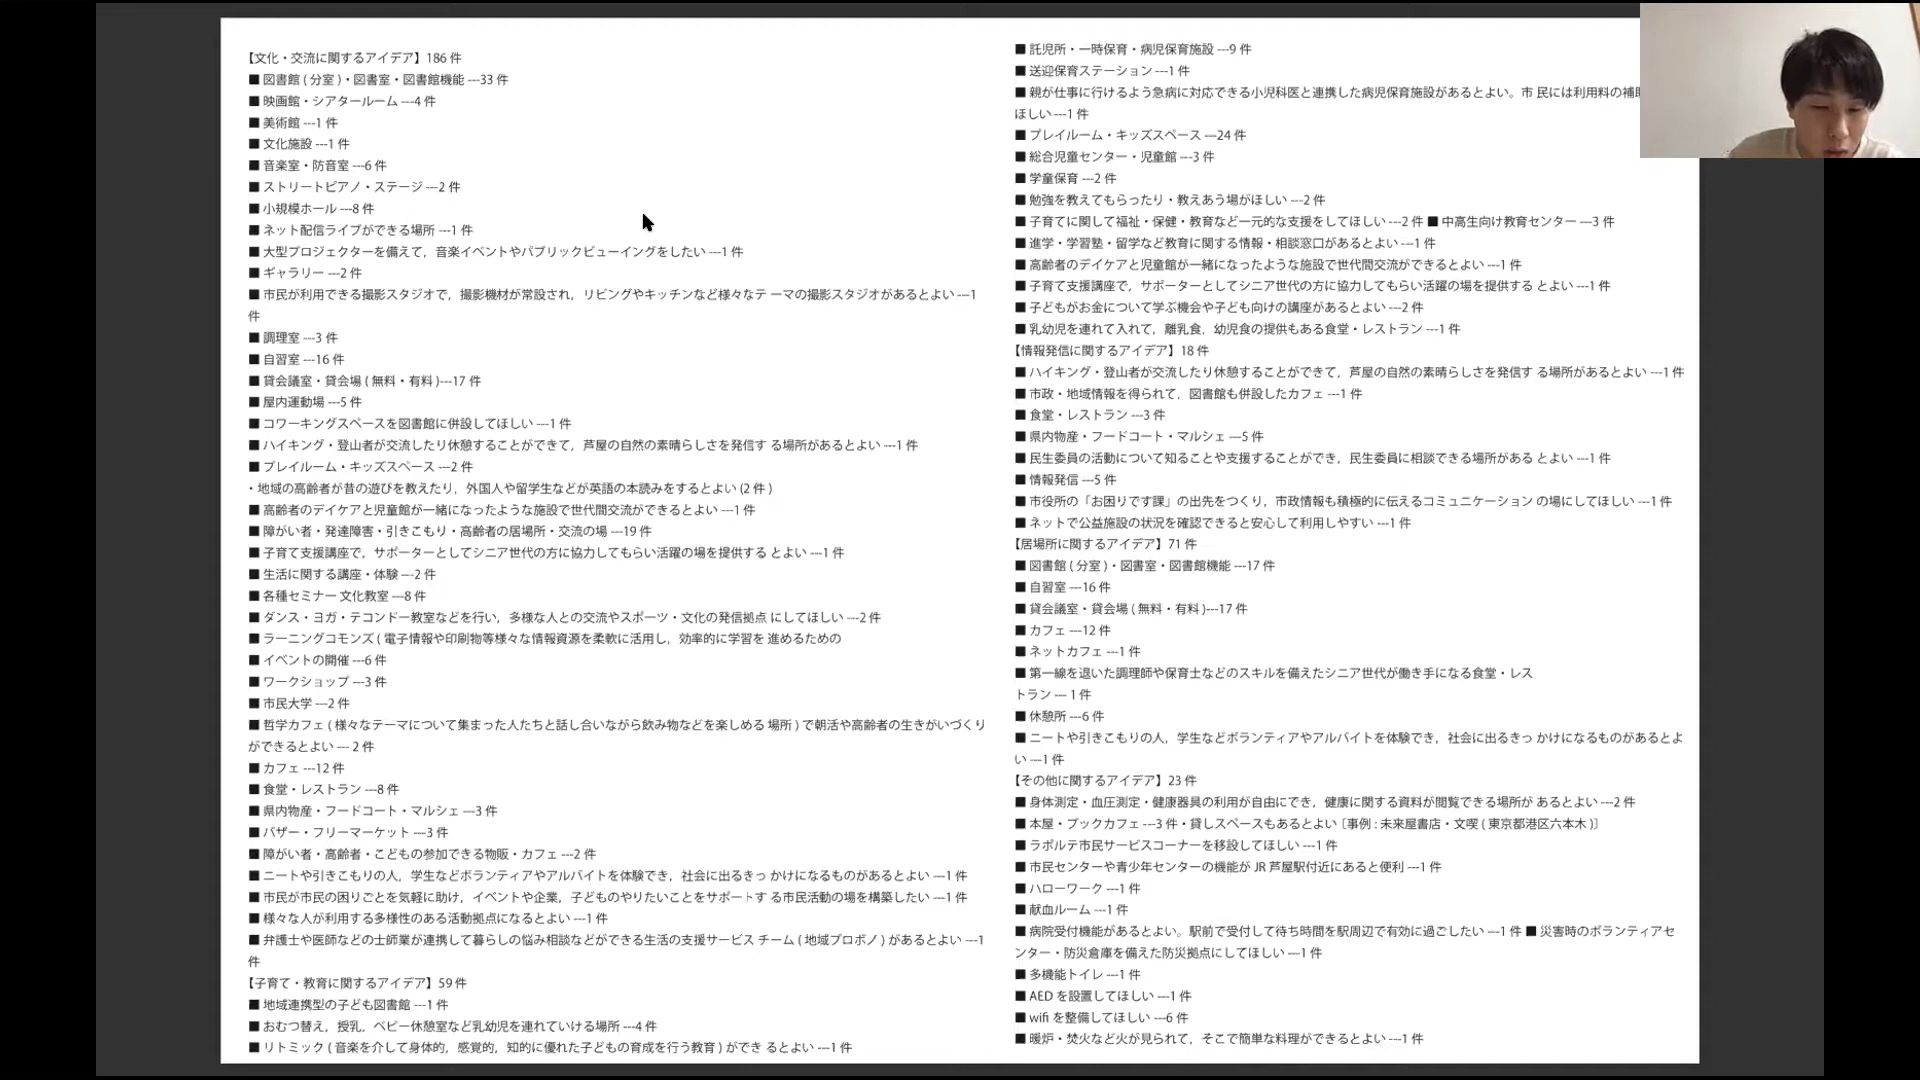 【文化・交流に関するアイデア】186 件
■ 図書館 ( 分室 )・図書室・図書館機能 ---33 件
■ 映画館・シアタールーム ---4 件
■ 美術館 ---1 件
■ 文化施設 ---1 件
■ 音楽室・防音室 ---6 件
■ ストリートピアノ・ステージ ---2 件
■ 小規模ホール ---8 件
■ ネット配信ライブができる場所 ---1 件
■ 大型プロジェクターを備えて，音楽イベントやパブリックビューイングをしたい ---1 件
■ ギャラリー ---2 件
■ 市民が利用できる撮影スタジオで，撮影機材が常設され，リビングやキッチンなど様々なテ ーマの撮影スタジオがあるとよい ---1
件
■ 調理室 ---3 件
■ 自習室 ---16 件
■ 貸会議室・貸会場 ( 無料・有料 )---17 件
■ 屋内運動場 ---5 件
■ コワーキングスペースを図書館に併設してほしい ---1 件
■ ハイキング・登山者が交流したり休憩することができて，芦屋の自然の素晴らしさを発信す る場所があるとよい ---1 件
■ プレイルーム・キッズスペース ---2 件
・地域の高齢者が昔の遊びを教えたり，外国人や留学生などが英語の本読みをするとよい (2 件 )
■ 高齢者のデイケアと児童館が一緒になったような施設で世代間交流ができるとよい ---1 件
■ 障がい者・発達障害・引きこもり・高齢者の居場所・交流の場 ---19 件
■ 子育て支援講座で，サポーターとしてシニア世代の方に協力してもらい活躍の場を提供する とよい ---1 件
■ 生活に関する講座・体験 ---2 件
■ 各種セミナー 文化教室 ---8 件
■ ダンス・ヨガ・テコンドー教室などを行い，多様な人との交流やスポーツ・文化の発信拠点 にしてほしい ---2 件
■ ラーニングコモンズ ( 電子情報や印刷物等様々な情報資源を柔軟に活用し，効率的に学習を 進めるための
■ イベントの開催 ---6 件
■ ワークショップ ---3 件
■ 市民大学 ---2 件
■ 哲学カフェ ( 様々なテーマについて集まった人たちと話し合いながら飲み物などを楽しめる 場所 ) で朝活や高齢者の生きがいづくり
ができるとよい --- 2 件
■ カフェ ---12 件
■ 食堂・レストラン ---8 件
■ 県内物産・フードコート・マルシェ ---3 件
■ バザー・フリーマーケット ---3 件
■ 障がい者・高齢者・こどもの参加できる物販・カフェ ---2 件
■ ニートや引きこもりの人，学生などボランティアやアルバイトを体験でき，社会に出るきっ かけになるものがあるとよい ---1 件
■ 市民が市民の困りごとを気軽に助け，イベントや企業，子どものやりたいことをサポートす る市民活動の場を構築したい ---1 件
■ 様々な人が利用する多様性のある活動拠点になるとよい ---1 件
■ 弁護士や医師などの士師業が連携して暮らしの悩み相談などができる生活の支援サービス チーム ( 地域プロボノ ) があるとよい ---1
件
【子育て・教育に関するアイデア】59 件
■ 地域連携型の子ども図書館 ---1 件
■ おむつ替え，授乳，ベビー休憩室など乳幼児を連れていける場所 ---4 件
■ リトミック ( 音楽を介して身体的，感覚的，知的に優れた子どもの育成を行う教育 ) ができ るとよい ---1 件
■ 託児所・一時保育・病児保育施設 ---9 件
■ 送迎保育ステーション ---1 件
■ 親が仕事に行けるよう急病に対応できる小児科医と連携した病児保育施設があるとよい。市 民には利用料の補
ほしい ---1 件
■ プレイルーム・キッズスペース ---24 件
■ 総合児童センター・児童館 ---3 件
■ 学童保育 ---2 件
■ 勉強を教えてもらったり・教えあう場がほしい ---2 件
■ 子育てに関して福祉・保健・教育など一元的な支援をしてほしい ---2 件 ■ 中高生向け教育センター ---3 件
■ 進学・学習塾・留学など教育に関する情報・相談窓口があるとよい ---1 件
■ 高齢者のデイケアと児童館が一緒になったような施設で世代間交流ができるとよい ---1 件
■ 子育て支援講座で，サポーターとしてシニア世代の方に協力してもらい活躍の場を提供する とよい ---1 件
■ 子どもがお金について学ぶ機会や子ども向けの講座があるとよい ---2 件
■ 乳幼児を連れて入れて，離乳食，幼児食の提供もある食堂・レストラン ---1 件
【情報発信に関するアイデア】18 件
■ ハイキング・登山者が交流したり休憩することができて，芦屋の自然の素晴らしさを発信す る場所があるとよい ---1 件
■ 市政・地域情報を得られて，図書館も併設したカフェ ---1 件
■ 食堂・レストラン ---3 件
■ 県内物産・フードコート・マルシェ ---5 件
■ 民生委員の活動について知ることや支援することができ，民生委員に相談できる場所がある とよい ---1 件
■ 情報発信 ---5 件
■ 市役所の「お困りです課」の出先をつくり，市政情報も積極的に伝えるコミュニケーション の場にしてほしい ---1 件
■ ネットで公益施設の状況を確認できると安心して利用しやすい ---1 件
【居場所に関するアイデア】71 件
■ 図書館 ( 分室 )・図書室・図書館機能 ---17 件
■ 自習室 ---16 件
■ 貸会議室・貸会場 ( 無料・有料 )---17 件
■ カフェ ---12 件
■ ネットカフェ ---1 件
■ 第一線を退いた調理師や保育士などのスキルを備えたシニア世代が働き手になる食堂・レス
トラン --- 1 件
■ 休憩所 ---6 件
■ ニートや引きこもりの人，学生などボランティアやアルバイトを体験でき，社会に出るきっ かけになるものがあるとよ
い ---1 件
【その他に関するアイデア】23 件
■ 身体測定・血圧測定・健康器具の利用が自由にでき，健康に関する資料が閲覧できる場所が あるとよい ---2 件
■ 本屋・ブックカフェ ---3 件・貸しスペースもあるとよい〔事例 : 未来屋書店・文喫 ( 東京都港区六本木 )〕
■ ラポルテ市民サービスコーナーを移設してほしい ---1 件
■ 市民センターや青少年センターの機能が JR 芦屋駅付近にあると便利 ---1 件
■ ハローワーク ---1 件
■ 献血ルーム ---1 件
■ 病院受付機能があるとよい。駅前で受付して待ち時間を駅周辺で有効に過ごしたい ---1 件 ■ 災害時のボランティアセ
ンター・防災倉庫を備えた防災拠点にしてほしい ---1 件
■ 多機能トイレ ---1 件
■ AED を設置してほしい ---1 件
■ wifi を整備してほしい ---6 件
■ 暖炉・焚火など火が見られて，そこで簡単な料理ができるとよい ---1 件